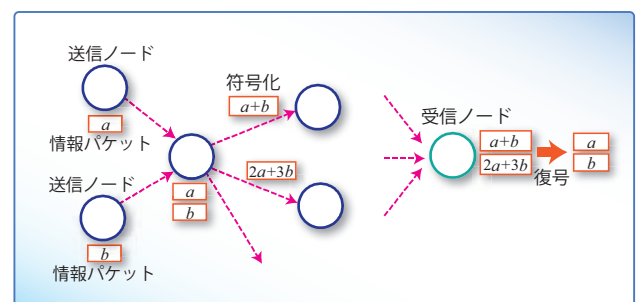 送信ノード
a
情報パケット
送信ノード
b
情報パケット
a
b
符号化
a+b
2a+3b
受信ノード
a+b
2a+3b
復号
a
b